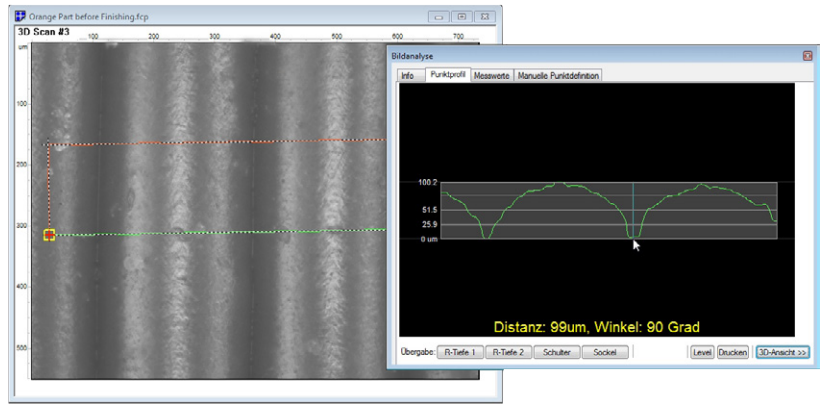 Orange Part before Finishing.fcp
3D Scan #3
um
100 200 300 400 500 600 700
100
200
300
400
500
Bildanalyse
Info Punktprofil Messwerte Manuelle Punktdefinition
100.2
51.5
25.9
0 um
Distanz: 99um, Winkel: 90 Grad
Übergabe: R-Tiefe 1 R-Tiefe 2 Schulter Sockel Level Drucken 3D-Ansicht >>